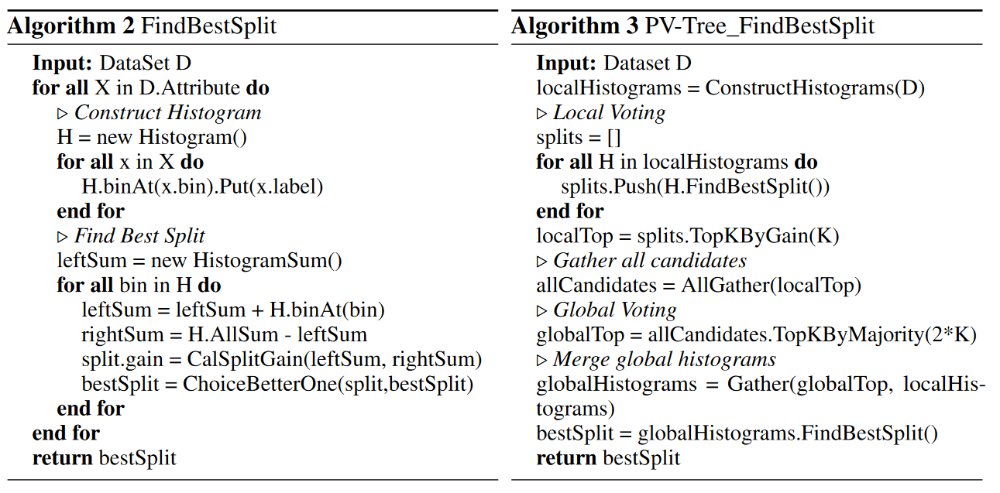 Algorithm 2 FindBestSplit
Input: DataSet D
for all X in D.Attribute do
▷ Construct Histogram
H = new Histogram()
for all x in X do
H.binAt(x.bin).Put(x.label)
end for
▷ Find Best Split
leftSum = new HistogramSum()
for all bin in H do
leftSum = leftSum + H.binAt(bin)
rightSum = H.AllSum - leftSum
split.gain = CalSplitGain(leftSum, rightSum)
bestSplit = ChoiceBetterOne(split,bestSplit)
end for
end for
return bestSplit
Algorithm 3 PV-Tree_FindBestSplit
Input: Dataset D
localHistograms = ConstructHistograms(D)
▷ Local Voting
splits = []
for all H in localHistograms do
splits.Push(H.FindBestSplit())
end for
localTop = splits.TopKByGain(K)
▷ Gather all candidates
allCandidates = AllGather(localTop)
▷ Global Voting
globalTop = allCandidates.TopKByMajority(2*K)
▷ Merge global histograms
globalHistograms = Gather(globalTop, localHis-
tograms)
bestSplit = globalHistograms.FindBestSplit()
return bestSplit